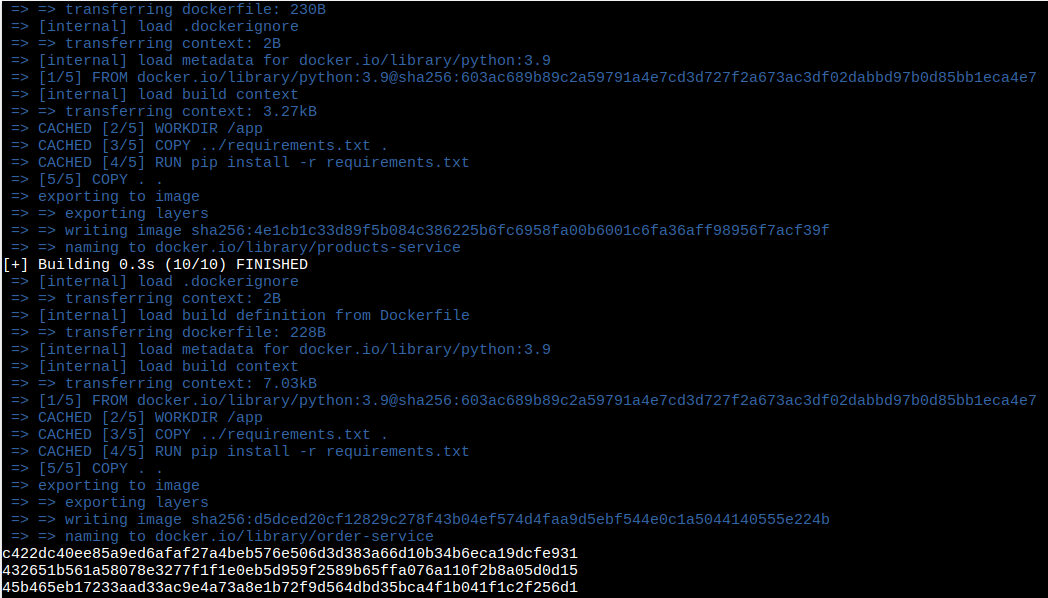 => => transferring dockerfile: 230B
=> [internal] load .dockerignore
=> => transferring context: 2B
=> [internal] load metadata for docker.io/library/python:3.9
=> [1/5] FROM docker.io/library/python:3.9@sha256:603ac689b89c2a59791a4e7cd3d727f2a673ac3df02dabbd97b0d85bb1eca4e7
=> [internal] load build context
=> => transferring context: 3.27kB
=> CACHED [2/5] WORKDIR /app
=> CACHED [3/5] COPY ../requirements.txt .
=> CACHED [4/5] RUN pip install -r requirements.txt
=> [5/5] COPY . .
=> exporting to image
=> => exporting layers
=> => writing image sha256:4e1cb1c33d89f5b084c386225b6fc6958fa00b6001c6fa36aff98956f7acf39f
=> => naming to docker.io/library/products-service
[+] Building 0.3s (10/10) FINISHED
=> [internal] load .dockerignore
=> => transferring context: 2B
=> [internal] load build definition from Dockerfile
=> => transferring dockerfile: 228B
=> [internal] load metadata for docker.io/library/python:3.9
=> [internal] load build context
=> => transferring context: 7.03kB
=> [1/5] FROM docker.io/library/python:3.9@sha256:603ac689b89c2a59791a4e7cd3d727f2a673ac3df02dabbd97b0d85bb1eca4e7
=> CACHED [2/5] WORKDIR /app
=> CACHED [3/5] COPY ../requirements.txt .
=> CACHED [4/5] RUN pip install -r requirements.txt
=> [5/5] COPY . .
=> exporting to image
=> => exporting layers
=> => writing image sha256:d5dced20cf12829c278f43b04ef574d4faa9d5ebf544e0c1a5044140555e224b
=> => naming to docker.io/library/order-service
c422dc40ee85a9ed6afaf27a4beb576e506d3d383a66d10b34b6eca19dcfe931
432651b561a58078e3277f1f1e0eb5d959f2589b65ffa076a110f2b8a05d0d15
45b465eb17233aad33ac9e4a73a8e1b72f9d564dbd35bca4f1b041f1c2f256d1